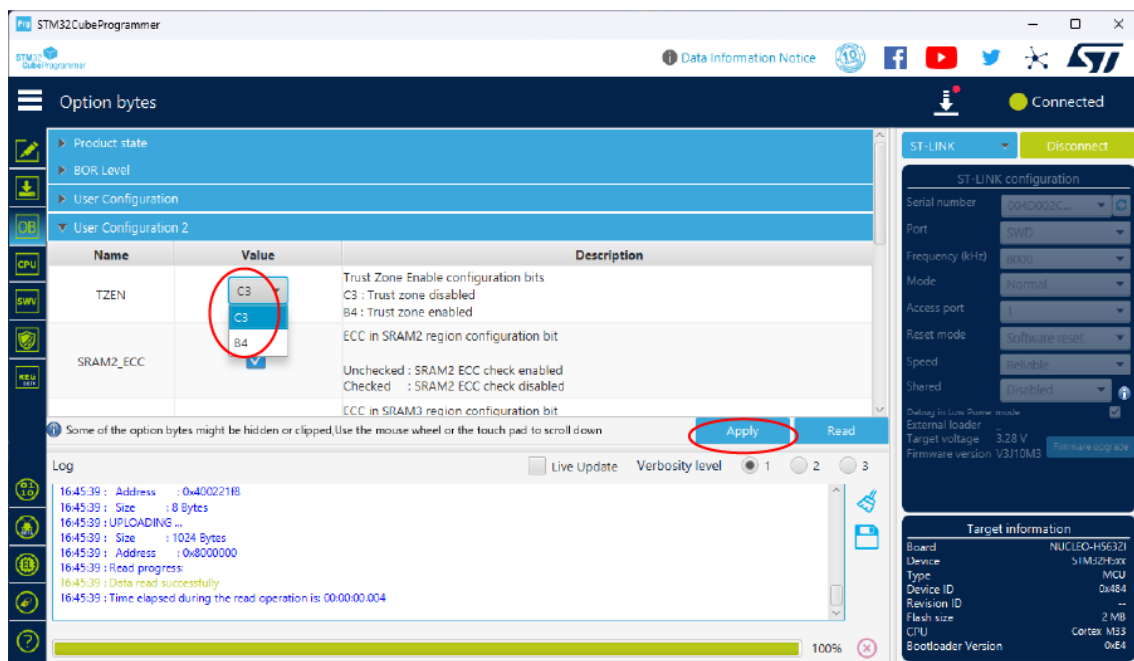 Pro STM32CubeProgrammer
STM32
CubeProgrammer
Data Information Notice
Option bytes
Connected
Product state
BOR Level
User Configuration
User Configuration 2
Name Value Description
TZEN
C3
C3
B4
Trust Zone Enable configuration bits
C3 : Trust zone disabled
B4 : Trust zone enabled
SRAM2_ECC
ECC in SRAM2 region configuration bit
Unchecked : SRAM2 ECC check enabled
Checked : SRAM2 ECC check disabled
ECC in SRAM3 region configuration bit
Some of the option bytes might be hidden or clipped,Use the mouse wheel or the touch pad to scroll down
Apply
Read
Log
Live Update Verbosity level 1 2 3
16:45:39 : Address : 0x400221f8
16:45:39 : Size : 8 Bytes
16:45:39 : UPLOADING ...
16:45:39 : Size : 1024 Bytes
16:45:39 : Address : 0x8000000
16:45:39 : Read progress:
16:45:39 : Data read successfully
16:45:39 : Time elapsed during the read operation is: 00:00:00.004
100%
OB
CPU
SWV
REG
ST-LINK
Disconnect
ST-LINK configuration
Serial number 004D002C...
Port SWD
Frequency (kHz) 8000
Mode Normal
Access port 1
Reset mode Software reset
Speed Reliable
Shared Disabled
Debug in Low Power mode
External loader _
Target voltage 3.28 V
Firmware version V3J10M3
Firmware upgrade
Target information
Board NUCLEO-H563ZI
Device STM32H5xx
Type MCU
Device ID 0x484
Revision ID --
Flash size 2 MB
CPU Cortex M33
Bootloader Version 0xE4